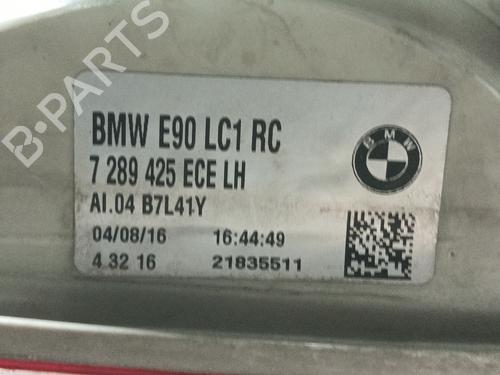 B-PARTS
BMW E90 LC1 RC
7 289 425 ECE LH
AI.04 B7L41Y
04/08/16 16:44:49
4 32 16 21835511
BMW